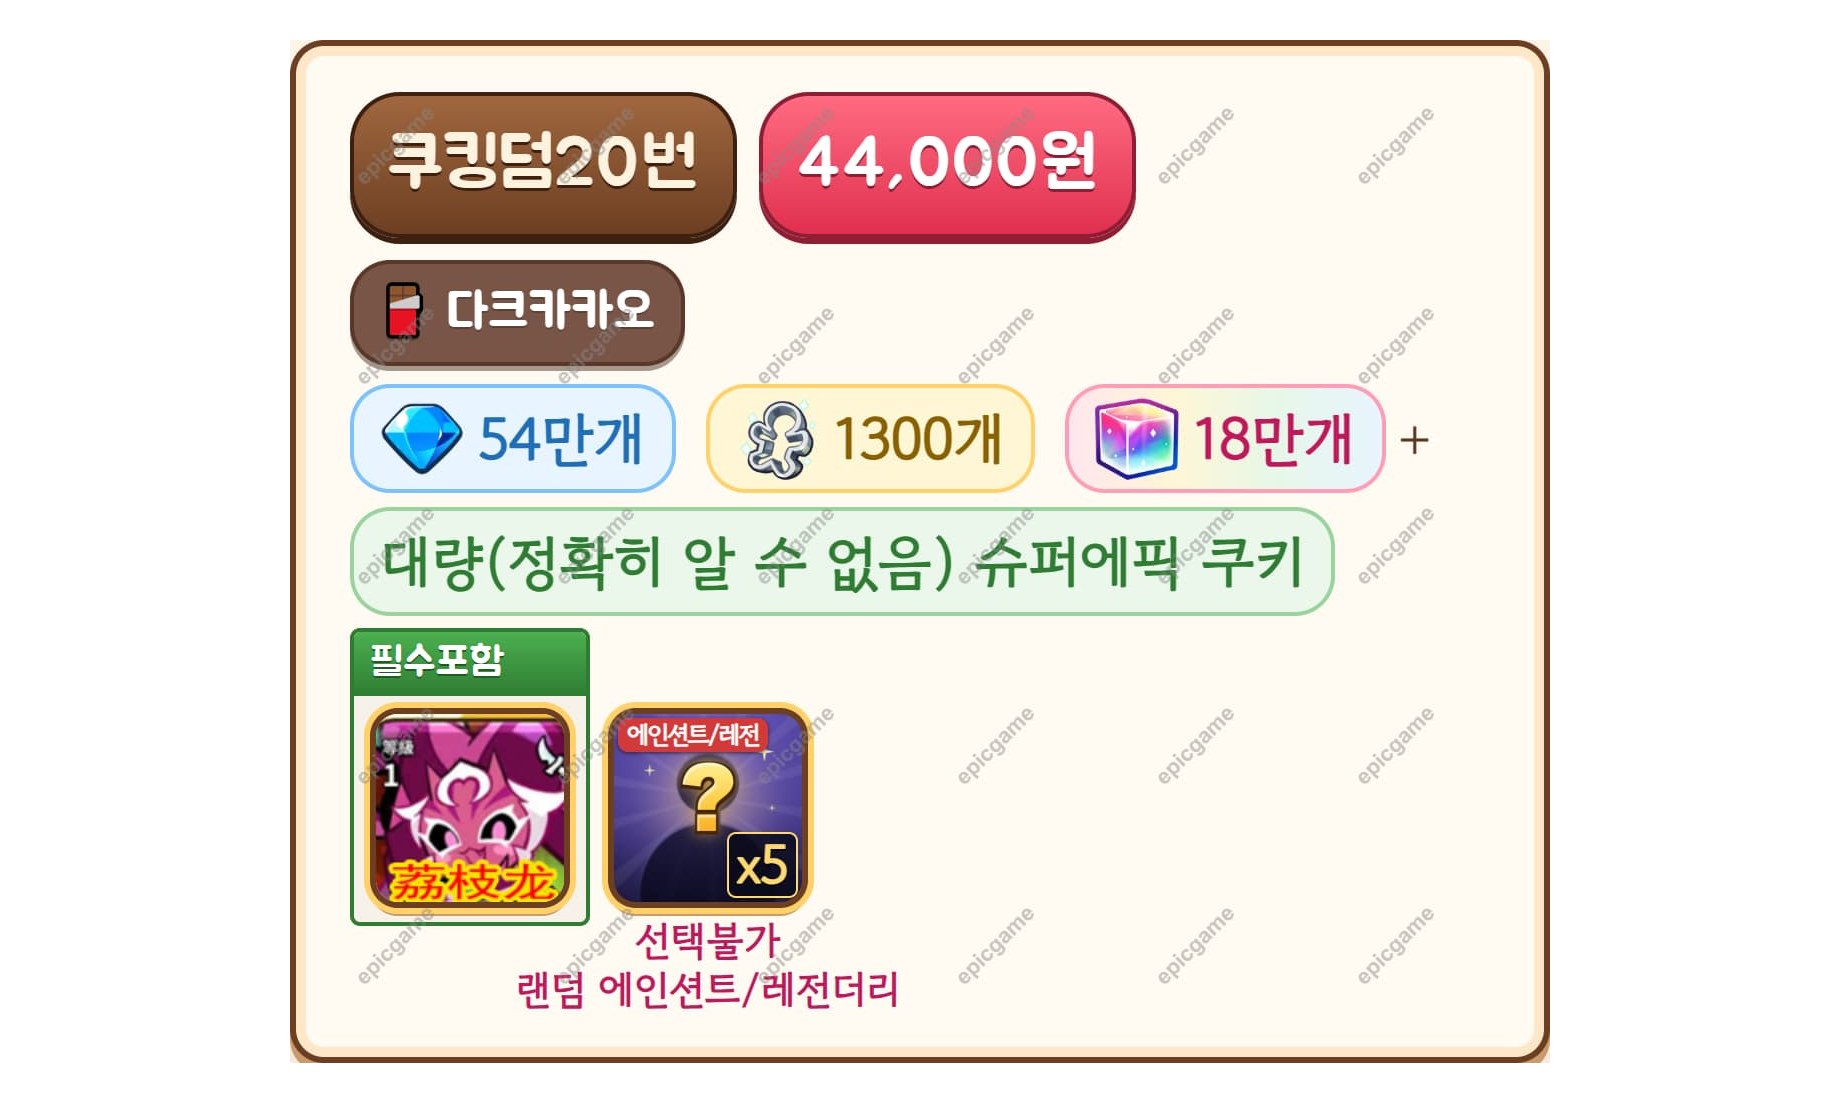 쿠킹덤20번 44,000원
다크카카오
54만개 1300개 18만개 +
대량(정확히 알 수 없음) 슈퍼에픽 쿠키
필수포함
等級
1
荔枝龙
에인션트/레전
?
x5
선택불가
랜덤 에인션트/레전더리
epicgame